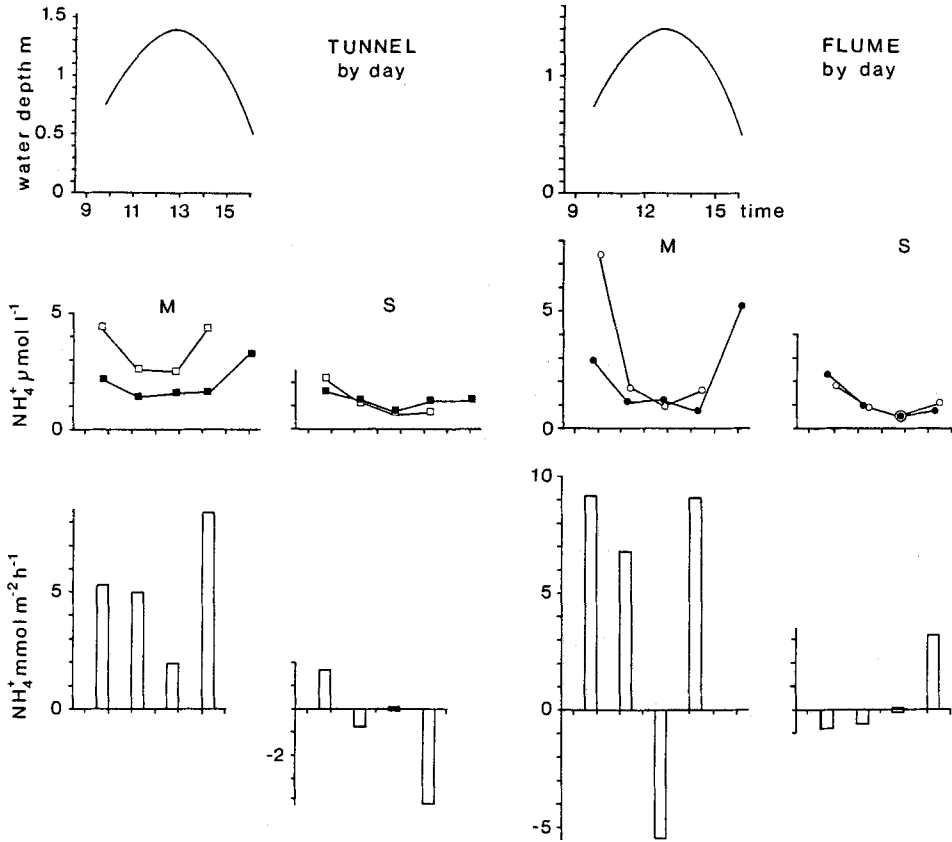 water depth m
1.5
1
0.5
0
9 11 13 15
TUNNEL
by day
1
0
9 12 15 time
FLUME
by day
NH₄⁺ µmol l⁻¹
5
0
M
S
5
0
M
S
NH₄⁺ mmol m⁻² h⁻¹
5
0
-2
10
5
0
-5